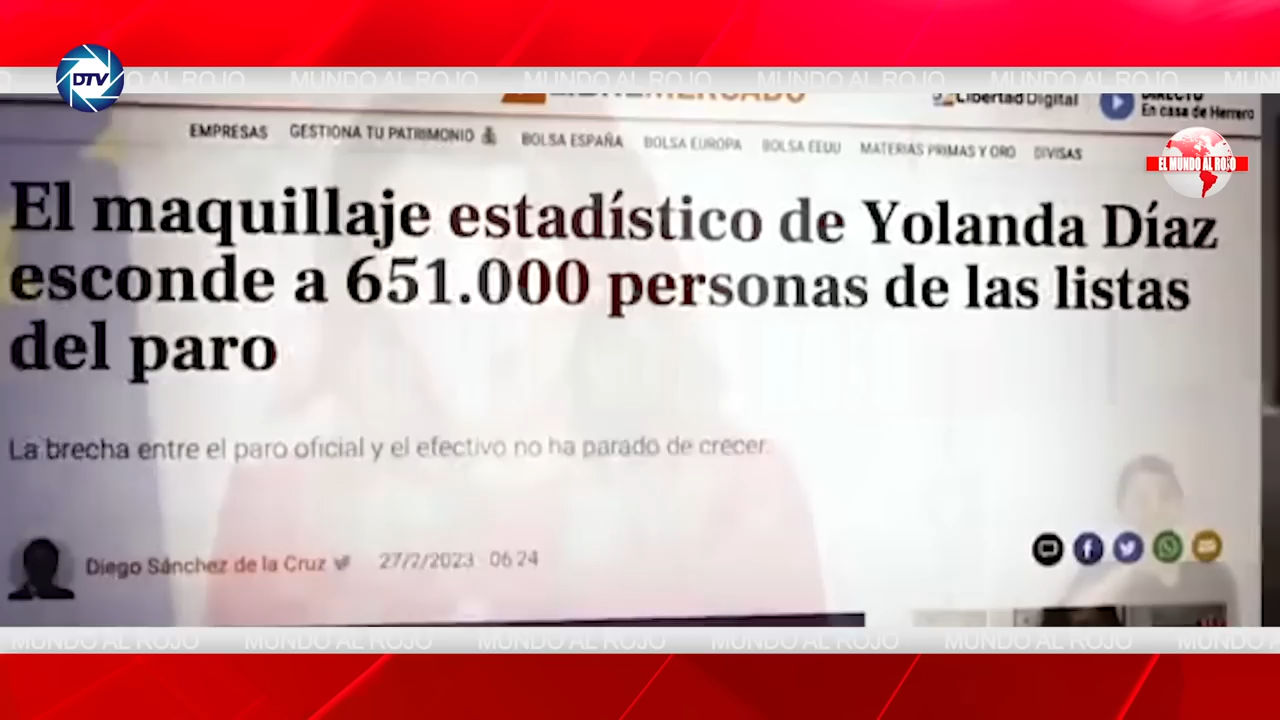 MUNDO AL ROJO MUNDO AL ROJO MUNDO AL ROJO MUNDO AL ROJO
DTV
LIBRE MERCADO
Libertad Digital
DIRECTO
En casa de Herrero
EMPRESAS GESTIONA TU PATRIMONIO BOLSA ESPAÑA BOLSA EUROPA BOLSA EEUU MATERIAS PRIMAS Y ORO DIVISAS
EL MUNDO AL ROJO
El maquillaje estadístico de Yolanda Díaz
esconde a 651.000 personas de las listas
del paro
La brecha entre el paro oficial y el efectivo no ha parado de crecer.
Diego Sánchez de la Cruz 27/2/2023 - 06:24
MUNDO AL ROJO MUNDO AL ROJO MUNDO AL ROJO MUNDO AL ROJO MUNDO AL ROJO